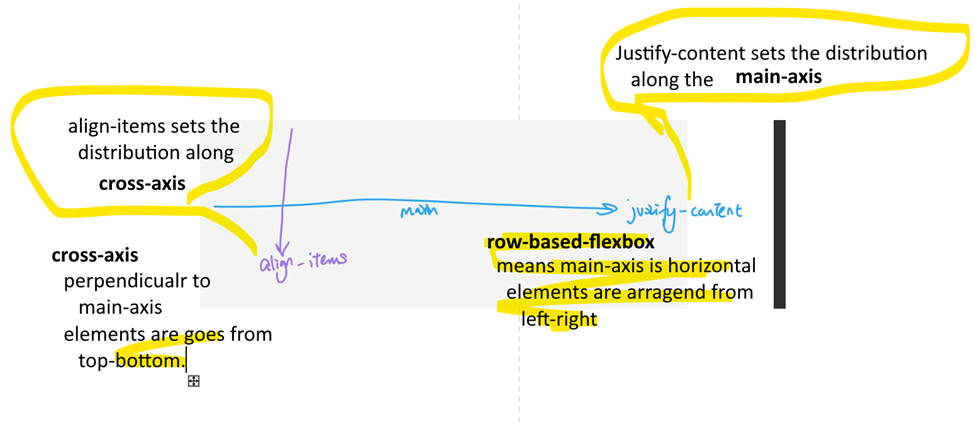 Justify-content sets the distribution
along the main-axis
align-items sets the
distribution along
cross-axis
main
justify-content
align-items
cross-axis
perpendicualr to
main-axis
elements are goes from
top-bottom.
row-based-flexbox
means main-axis is horizontal
elements are arragend from
left-right